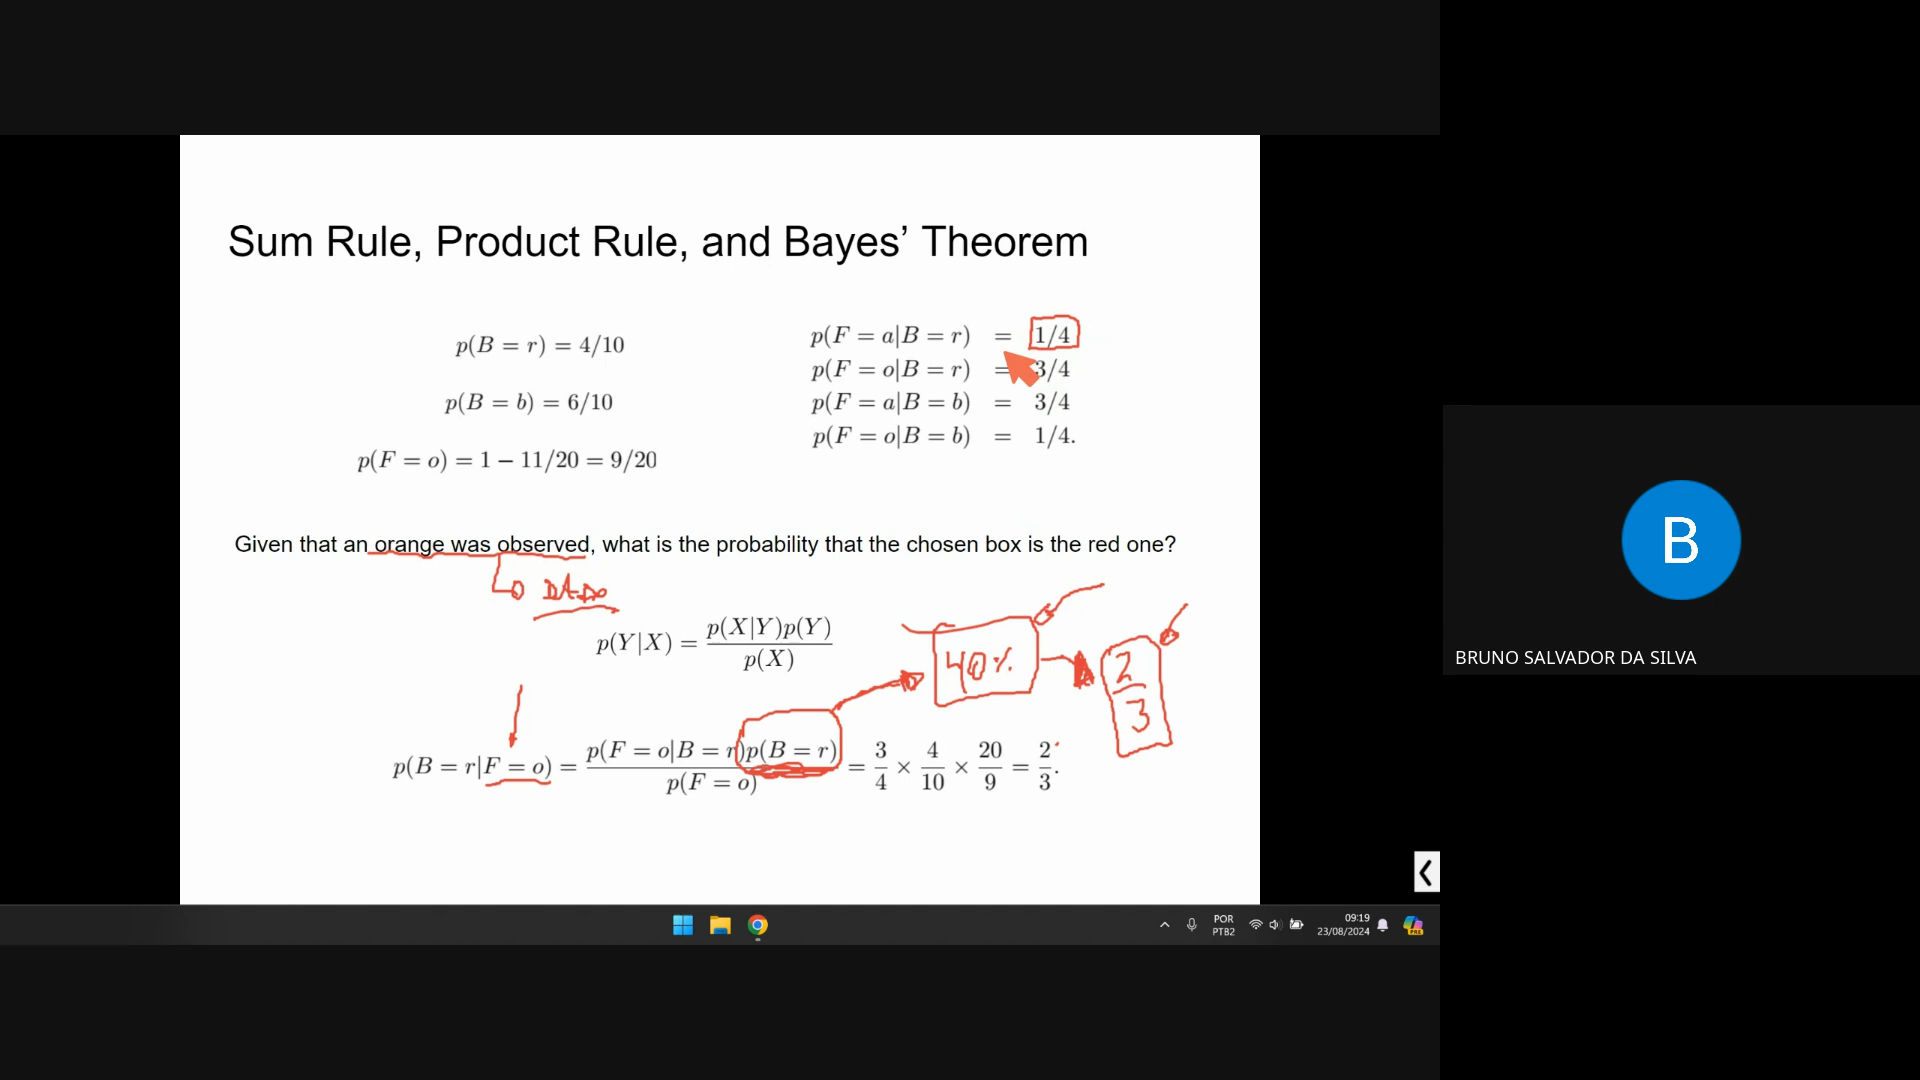 Sum Rule, Product Rule, and Bayes’ Theorem
p(B = r) = 4/10
p(B = b) = 6/10
p(F = o) = 1 − 11/20 = 9/20
p(F = a|B = r) = 1/4
p(F = o|B = r) = 3/4
p(F = a|B = b) = 3/4
p(F = o|B = b) = 1/4.
Given that an orange was observed, what is the probability that the chosen box is the red one?
DADO
p(Y|X) = p(X|Y)p(Y) / p(X)
40%
2/3
p(B = r|F = o) = p(F = o|B = r)p(B = r) / p(F = o) = 3/4 × 4/10 × 20/9 = 2/3.
B
BRUNO SALVADOR DA SILVA
POR
PTB2
09:19
23/08/2024
PRE